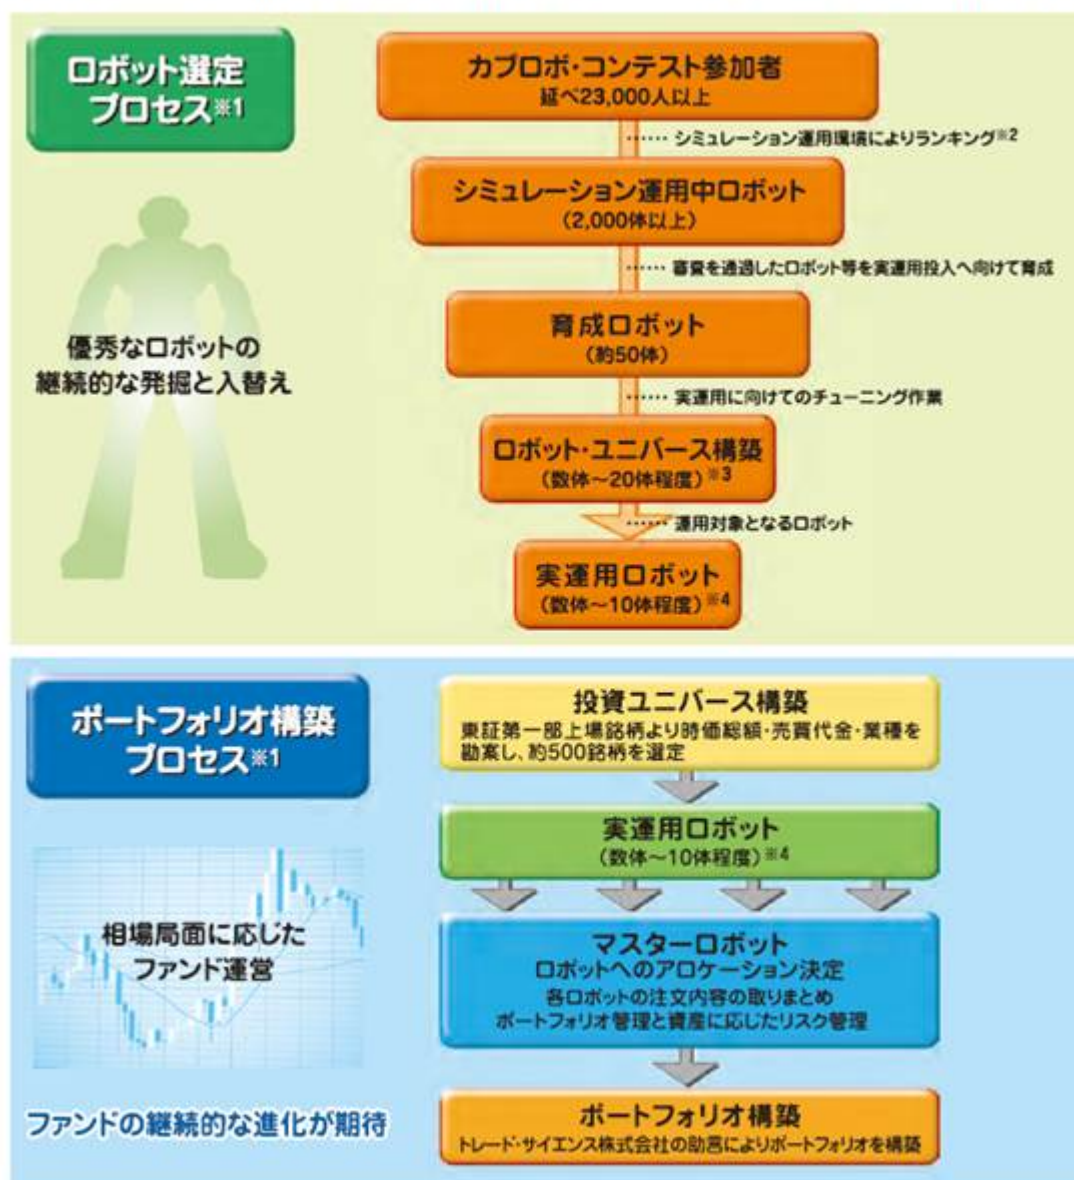 ロボット選定
プロセス※1
カブロボ・コンテスト参加者
延べ23,000人以上
…… シミュレーション運用環境によりランキング※2
シミュレーション運用中ロボット
（2,000体以上）
…… 審査を通過したロボット等を実運用投入へ向けて育成
育成ロボット
（約50体）
優秀なロボットの
継続的な発掘と入替え
…… 実運用に向けてのチューニング作業
ロボット・ユニバース構築
（数体～20体程度）※3
…… 運用対象となるロボット
実運用ロボット
（数体～10体程度）※4
ポートフォリオ構築
プロセス※1
投資ユニバース構築
東証第一部上場銘柄より時価総額・売買代金・業種を
勘案し、約500銘柄を選定
実運用ロボット
（数体～10体程度）※4
相場局面に応じた
ファンド運営
マスターロボット
ロボットへのアロケーション決定
各ロボットの注文内容の取りまとめ
ポートフォリオ管理と資産に応じたリスク管理
ファンドの継続的な進化が期待
ポートフォリオ構築
トレード・サイエンス株式会社の助言によりポートフォリオを構築